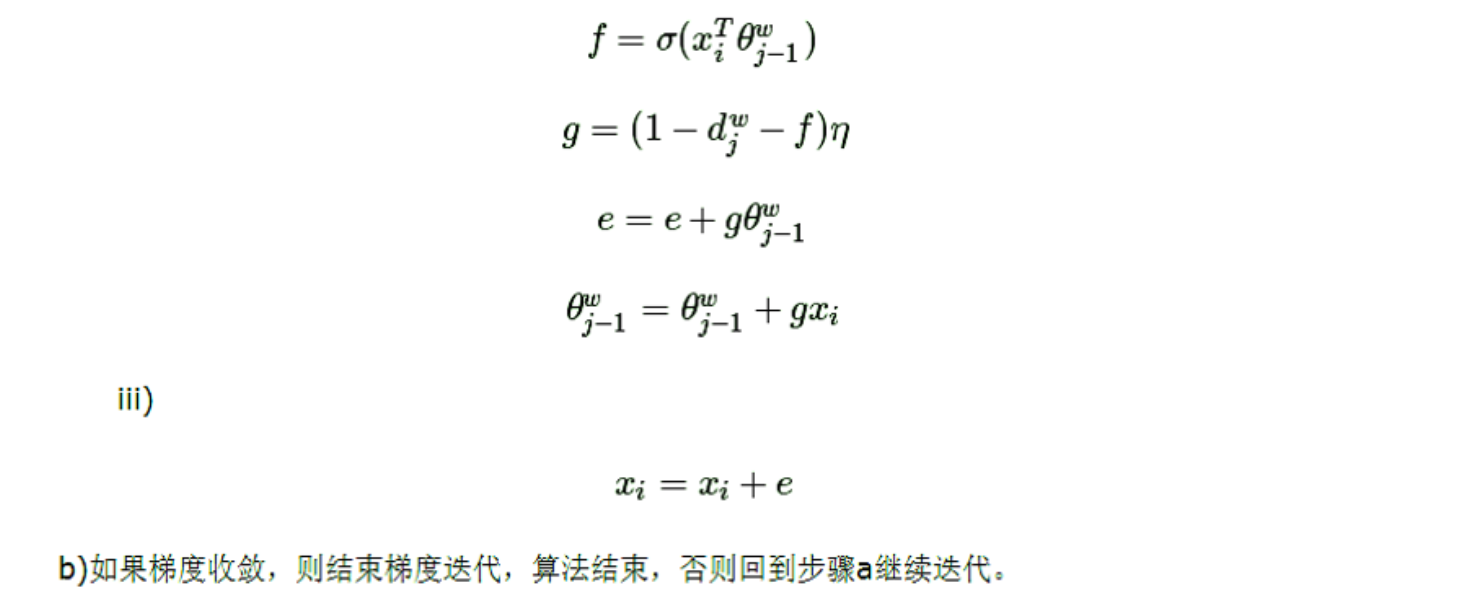 f = σ(x_i^T θ_{j−1}^w)
g = (1 − d_j^w − f)η
e = e + gθ_{j−1}^w
θ_{j−1}^w = θ_{j−1}^w + gx_i
iii)
x_i = x_i + e
b)如果梯度收敛，则结束梯度迭代，算法结束，否则回到步骤a继续迭代。